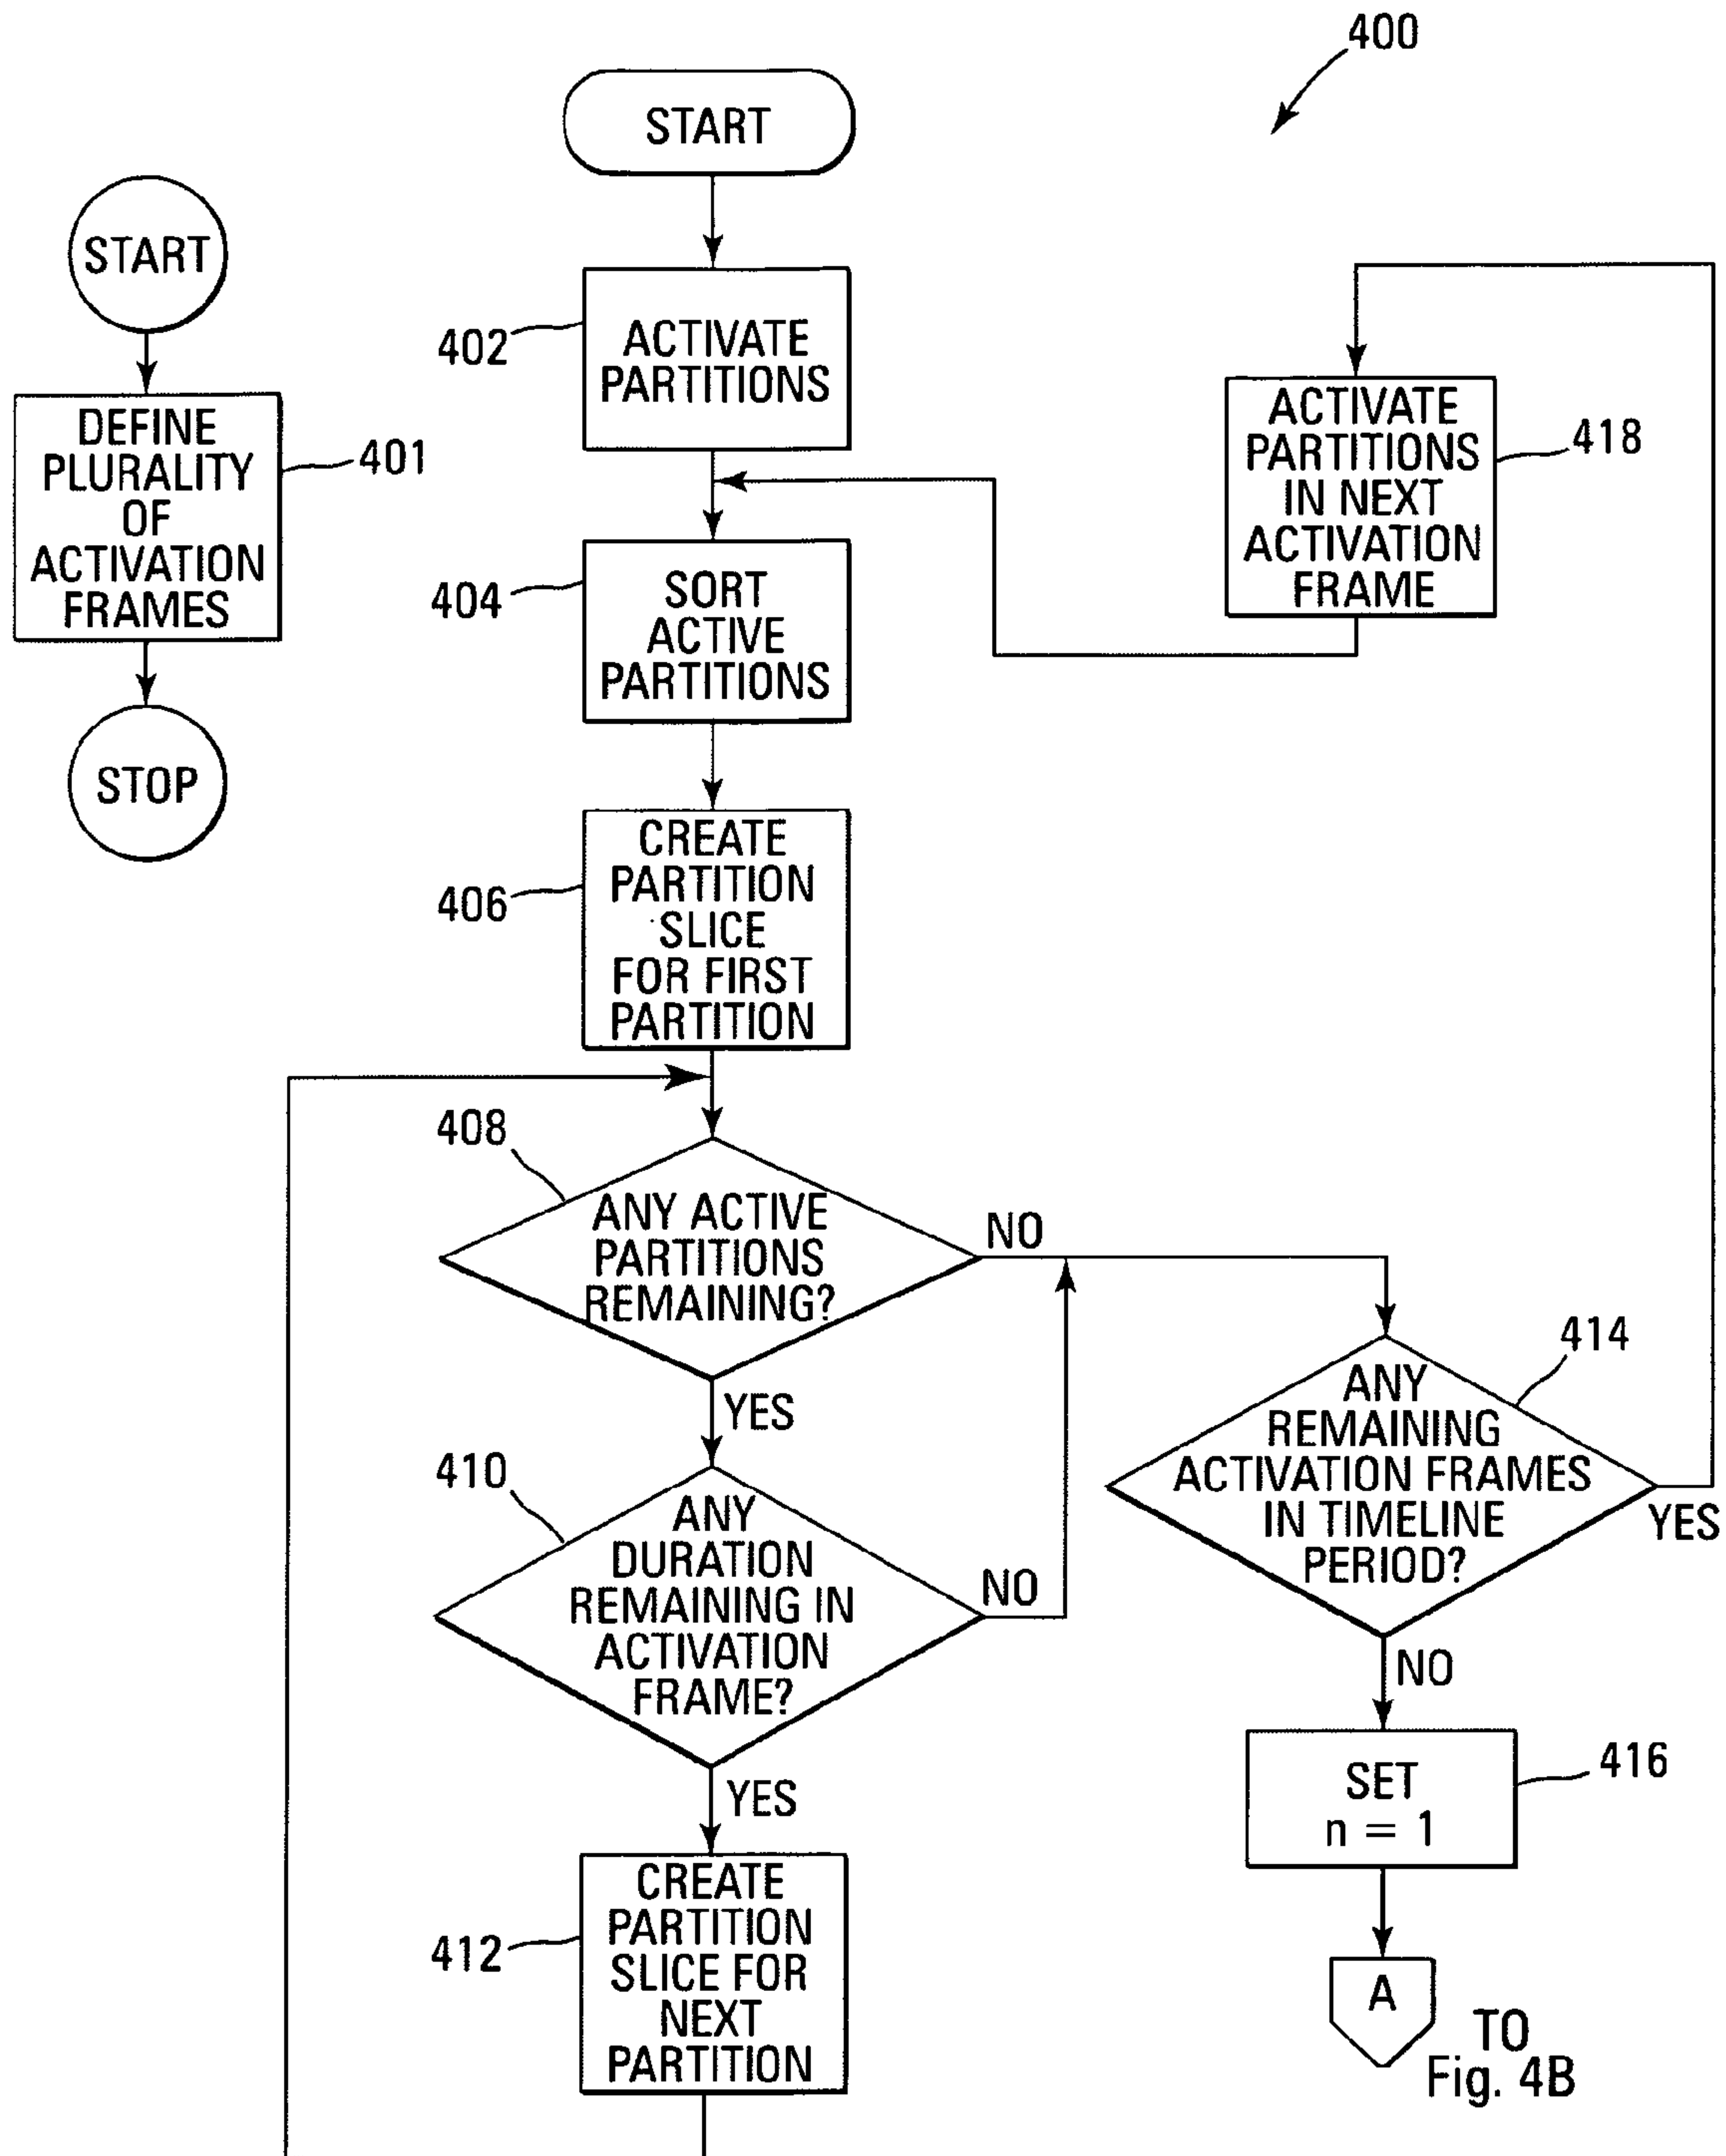 400
START
START
DEFINE
PLURALITY
OF
ACTIVATION
FRAMES
401
STOP
402
ACTIVATE
PARTITIONS
404
SORT
ACTIVE
PARTITIONS
ACTIVATE
PARTITIONS
IN NEXT
ACTIVATION
FRAME
418
406
CREATE
PARTITION
SLICE
FOR FIRST
PARTITION
408
ANY ACTIVE
PARTITIONS
REMAINING?
NO
YES
410
ANY
DURATION
REMAINING IN
ACTIVATION
FRAME?
NO
YES
412
CREATE
PARTITION
SLICE FOR
NEXT
PARTITION
414
ANY
REMAINING
ACTIVATION FRAMES
IN TIMELINE
PERIOD?
YES
NO
416
SET
n = 1
A
TO
Fig. 4B